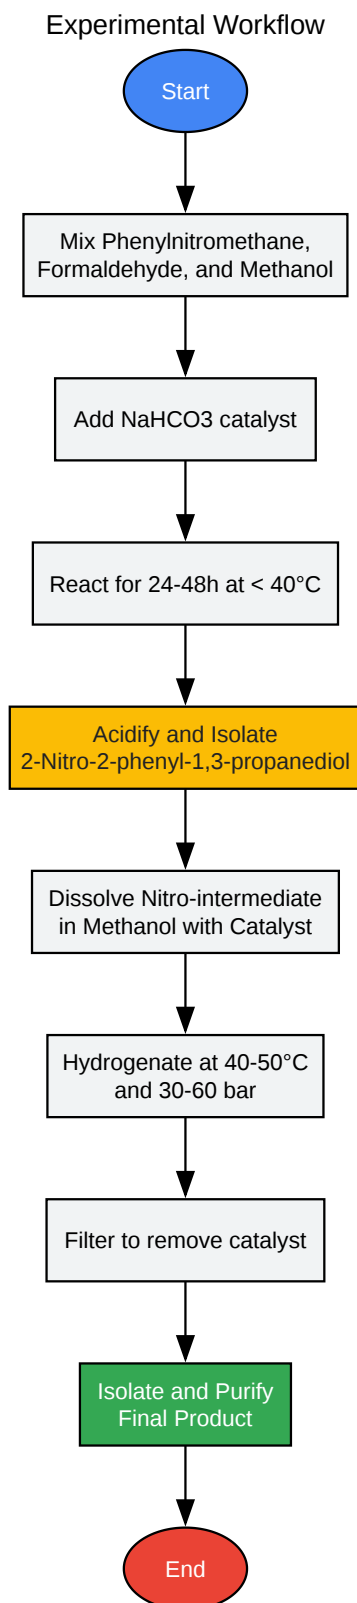 Experimental Workflow
Start
Mix Phenylnitromethane,
Formaldehyde, and Methanol
Add NaHCO3 catalyst
React for 24-48h at < 40°C
Acidify and Isolate
2-Nitro-2-phenyl-1,3-propanediol
Dissolve Nitro-intermediate
in Methanol with Catalyst
Hydrogenate at 40-50°C
and 30-60 bar
Filter to remove catalyst
Isolate and Purify
Final Product
End